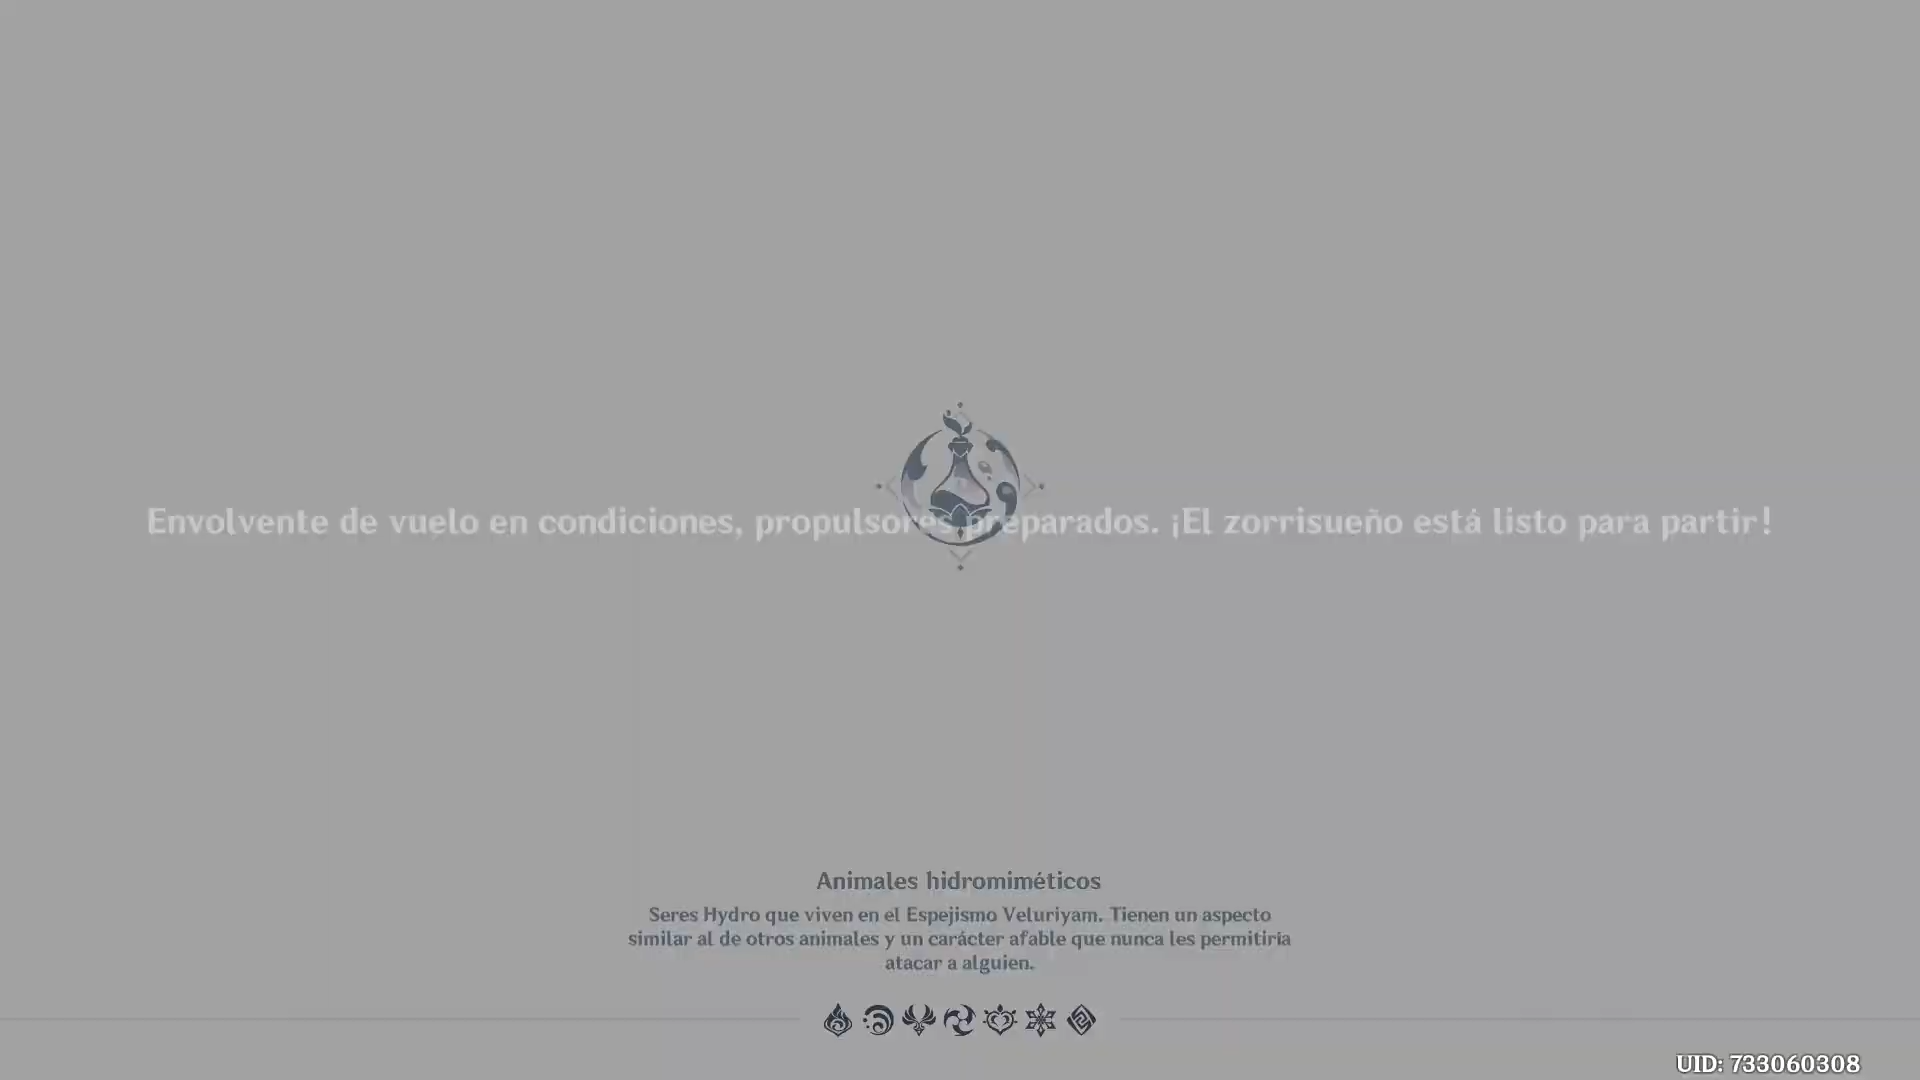 Envolvente de vuelo en condiciones, propulsores preparados. ¡El zorrisueño está listo para partir!
Animales hidromiméticos
Seres Hydro que viven en el Espejismo Veluriyam. Tienen un aspecto
similar al de otros animales y un carácter afable que nunca les permitiría
atacar a alguien.
UID: 733060308